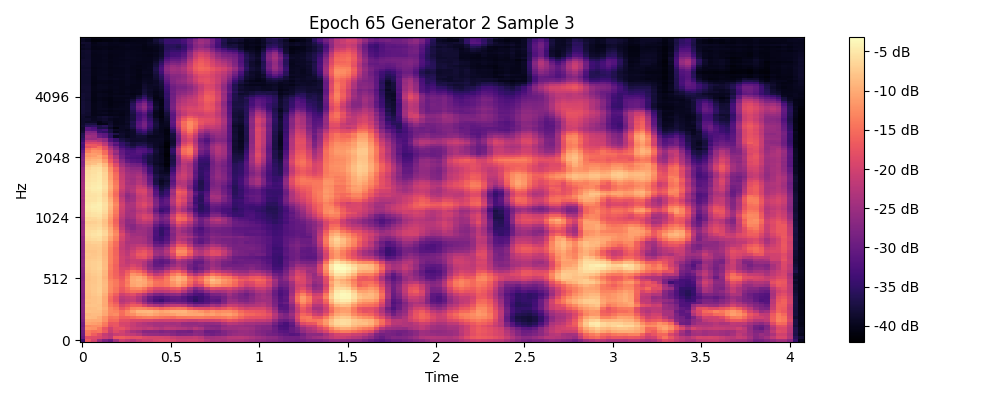 Epoch 65 Generator 2 Sample 3
Hz
4096
2048
1024
512
0
0
0.5
1
1.5
2
2.5
3
3.5
4
Time
-5 dB
-10 dB
-15 dB
-20 dB
-25 dB
-30 dB
-35 dB
-40 dB